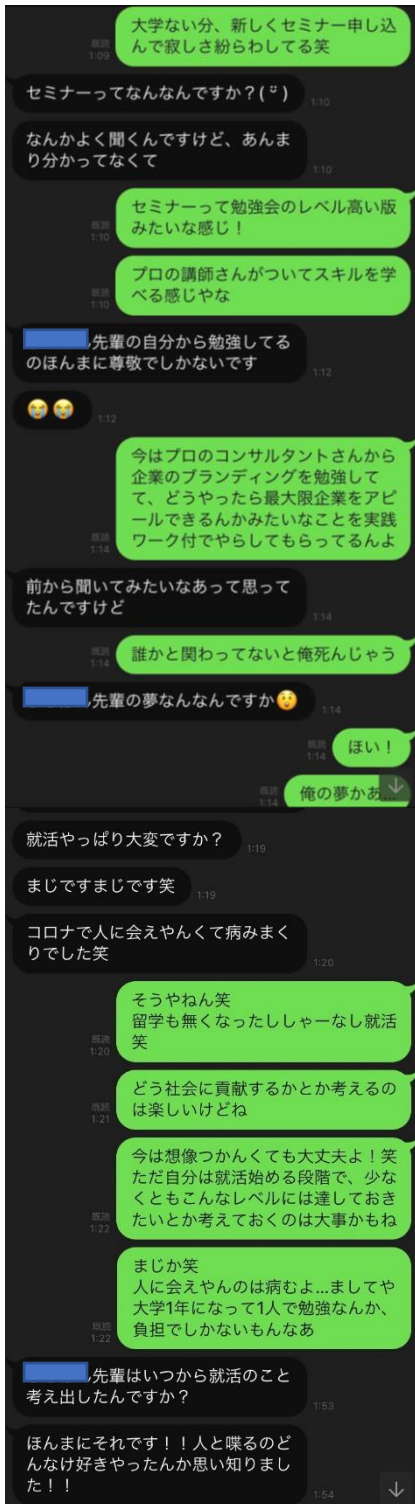 大学ない分、新しくセミナー申し込
んで寂しさ紛らわしてる笑
既読
1:09
セミナーってなんなんですか？( ᵕ̈ )
1:10
なんかよく聞くんですけど、あんま
り分かってなくて
1:10
セミナーって勉強会のレベル高い版
みたいな感じ！
既読
1:10
プロの講師さんがついてスキルを学
べる感じやな
既読
1:10
先輩の自分から勉強してる
のほんまに尊敬でしかないです
1:12
😭😭
1:12
今はプロのコンサルタントさんから
企業のブランディングを勉強して
て、どうやったら最大限企業をアピ
ールできるんかみたいなことを実践
ワーク付でやらしてもらってるんよ
既読
1:14
前から聞いてみたいなあって思って
たんですけど
1:14
誰かと関わってないと俺死んじゃう
既読
1:14
先輩の夢なんなんですか😲
1:14
ほい！
既読
1:14
俺の夢かあ...
既読
1:14
就活やっぱり大変ですか？
1:19
まじですまじです笑
1:19
コロナで人に会えやんくて病みまく
りでした笑
1:20
そうやねん笑
留学も無くなったししゃーなし就活
笑
既読
1:20
どう社会に貢献するかとか考えるの
は楽しいけどね
既読
1:21
今は想像つかんくても大丈夫よ！笑
ただ自分は就活始める段階で、少な
くともこんなレベルには達しておき
たいとか考えておくのは大事かもね
既読
1:22
まじか笑
人に会えやんのは病むよ...ましてや
大学1年になって1人で勉強なんか、
負担でしかないもんなあ
既読
1:22
先輩はいつから就活のこと
考え出したんですか？
1:53
ほんまにそれです！！人と喋るのど
んなけ好きやったんか思い知りまし
た！！
1:54